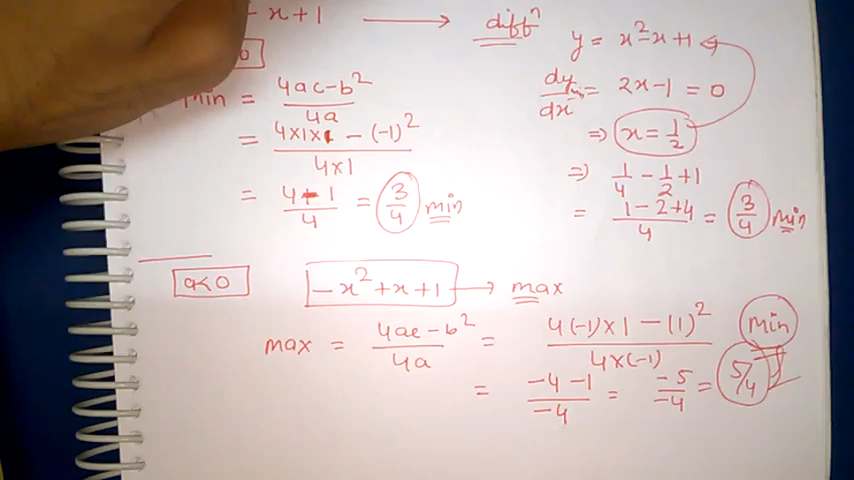 - x + 1 ⟶ diffⁿ
y = x² - x + 1
min = 4ac - b² / 4a
dy/dx = 2x - 1 = 0
= 4×1×1 - (-1)² / 4×1
⇒ x = 1/2
= 4 - 1 / 4 = 3/4 min
⇒ 1/4 - 1/2 + 1
= 1 - 2 + 4 / 4 = 3/4 min
a < 0
- x² + x + 1 ⟶ max
max = 4ac - b² / 4a = 4(-1)×1 - (1)² / 4×(-1)
min
= -4 - 1 / -4 = -5 / -4 = 5/4